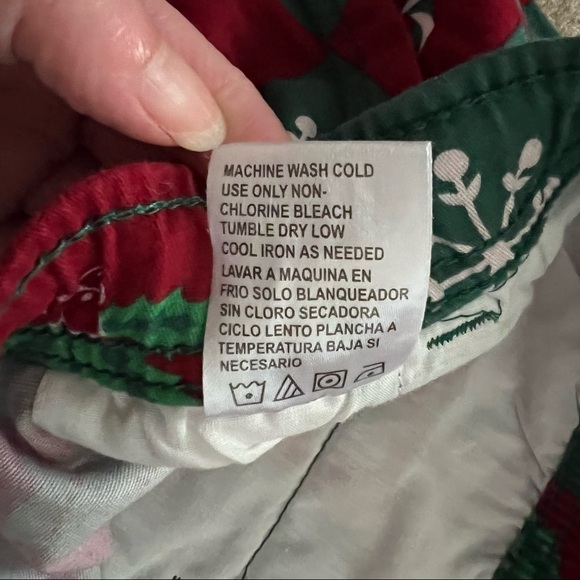 MACHINE WASH COLD
USE ONLY NON-
CHLORINE BLEACH
TUMBLE DRY LOW
COOL IRON AS NEEDED
LAVAR A MAQUINA EN
FRIO SOLO BLANQUEADOR
SIN CLORO SECADORA
CICLO LENTO PLANCHA A
TEMPERATURA BAJA SI
NECESARIO